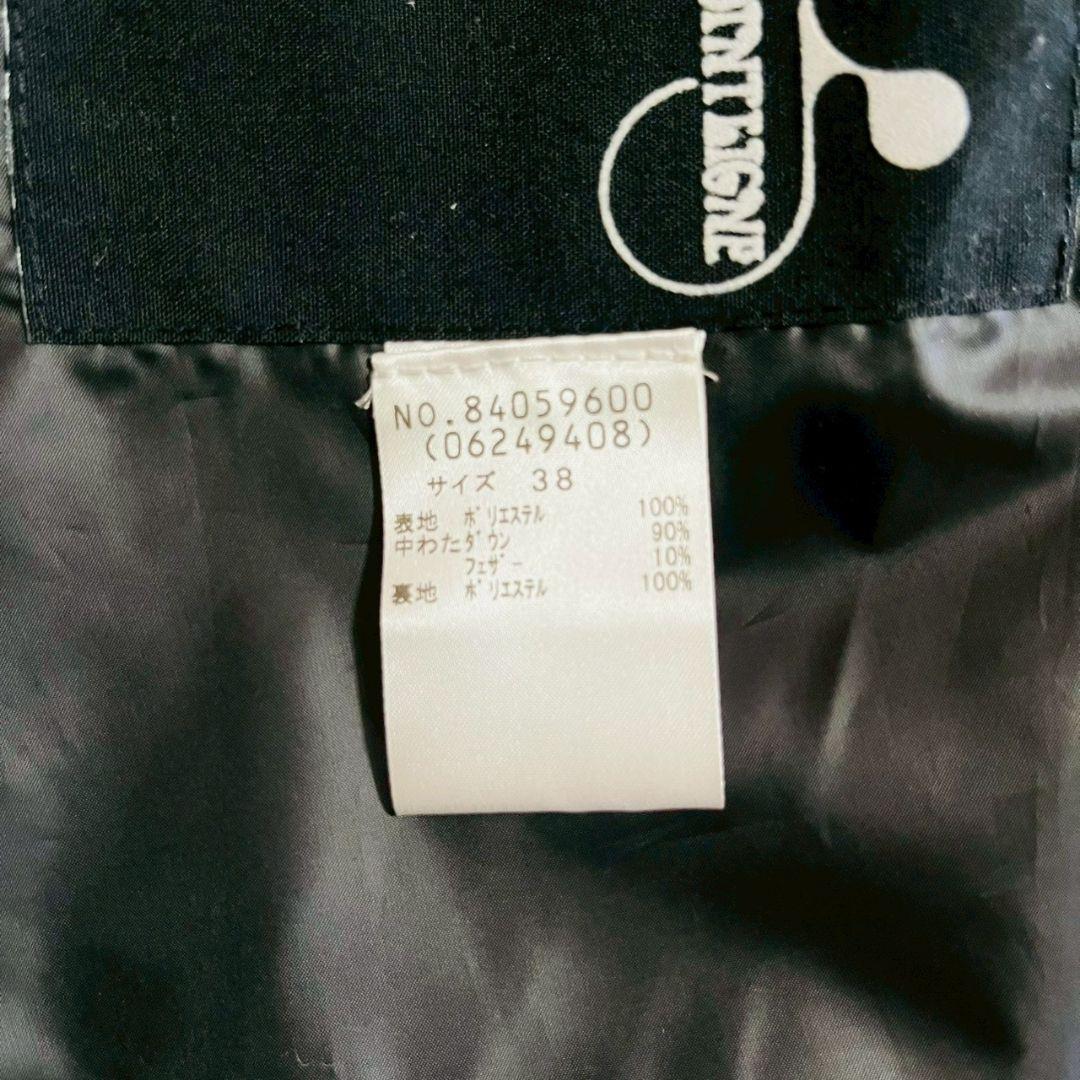 NO.84059600
(06249408)
サイズ 38
表地 ポリエステル 100%
中わた ダウン 90%
フェザー 10%
裏地 ポリエステル 100%